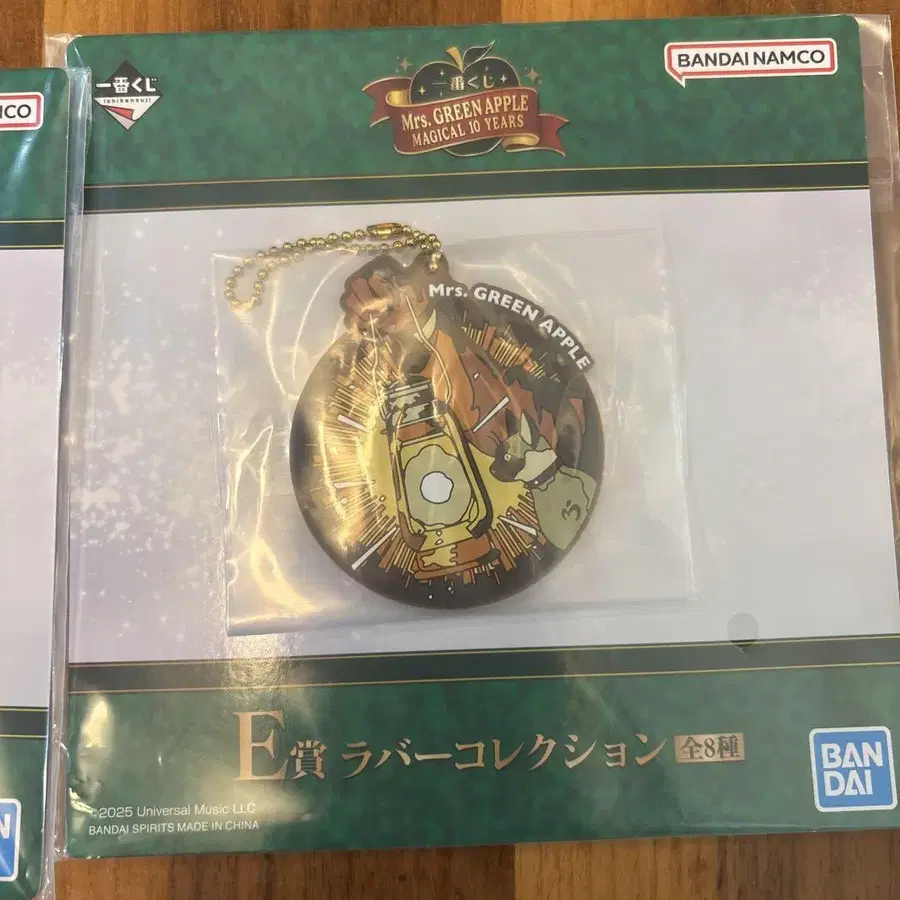 MCO
一番くじ
ichibankuji
一番くじ
Mrs. GREEN APPLE
MAGICAL 10 YEARS
BANDAI NAMCO
Mrs. GREEN APPLE
E賞 ラバーコレクション 全8種
©2025 Universal Music LLC
BANDAI SPIRITS MADE IN CHINA
BAN
DAI
N